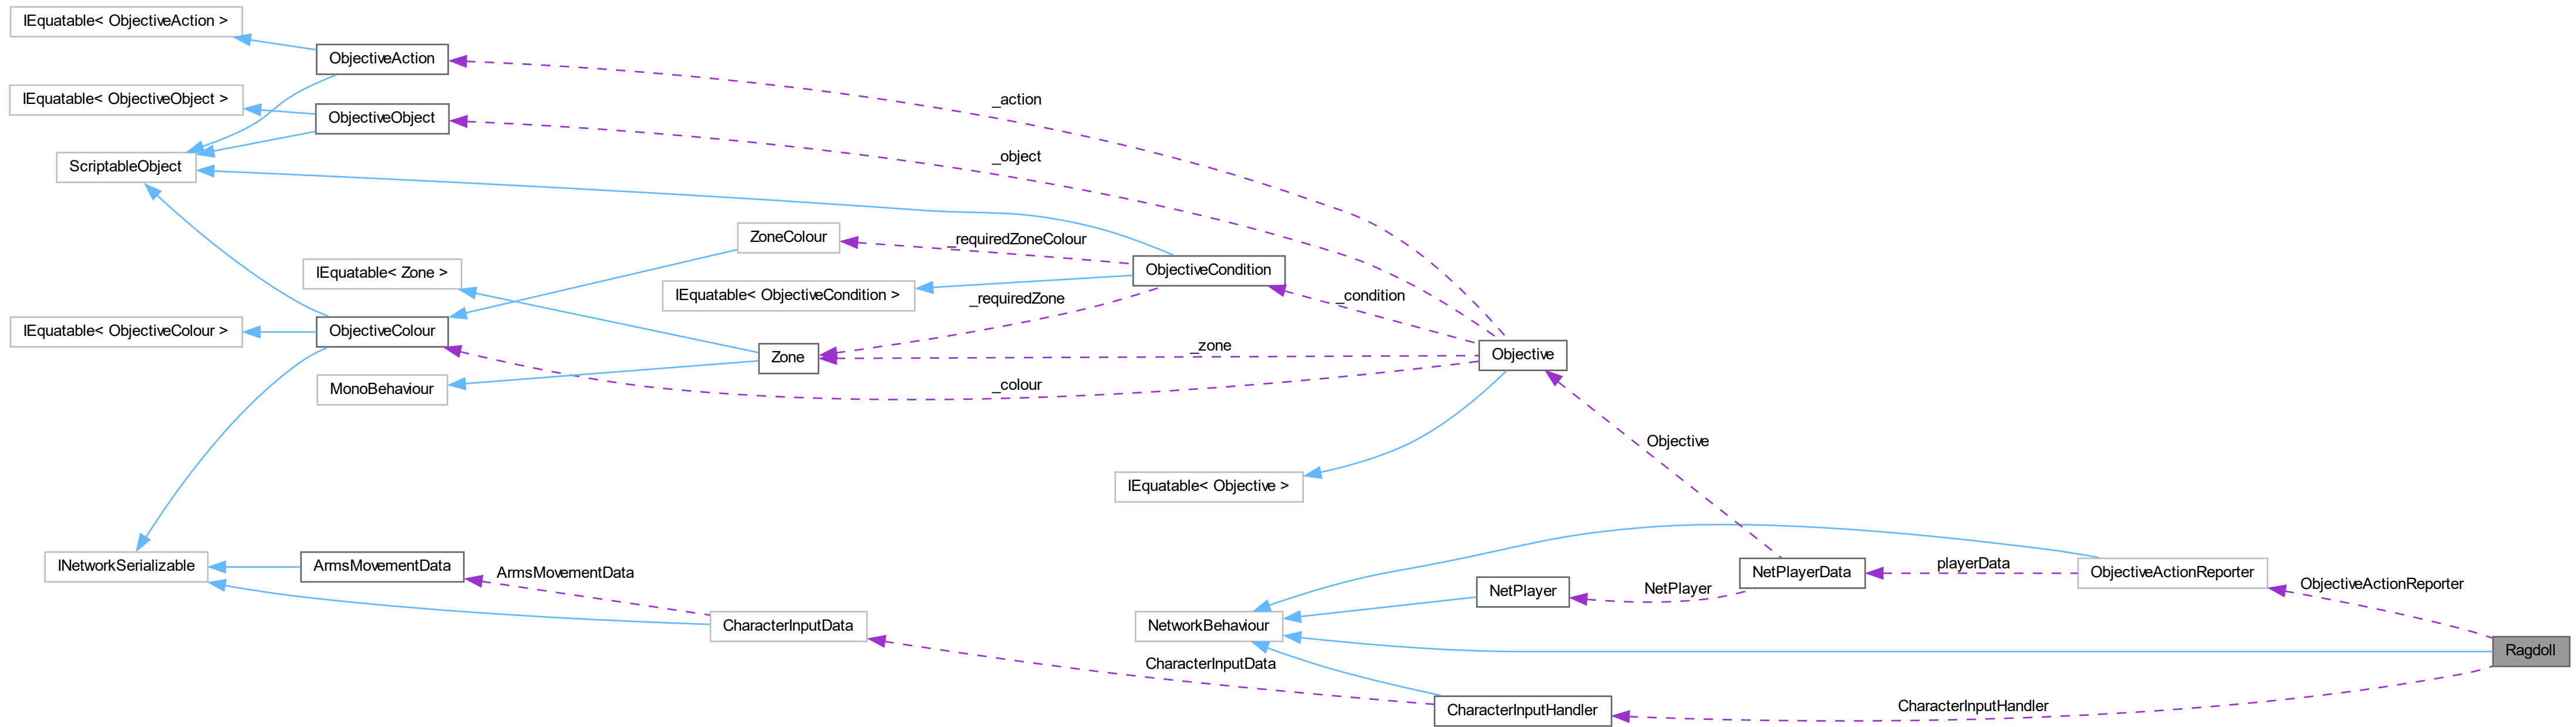 IEquatable< ObjectiveAction >
ObjectiveAction
IEquatable< ObjectiveObject >
_action
ObjectiveObject
_object
ScriptableObject
ZoneColour
_requiredZoneColour
IEquatable< Zone >
ObjectiveCondition
IEquatable< ObjectiveCondition >
_requiredZone
_condition
IEquatable< ObjectiveColour >
ObjectiveColour
Zone
_zone
Objective
MonoBehaviour
_colour
Objective
IEquatable< Objective >
INetworkSerializable
ArmsMovementData
ArmsMovementData
playerData
NetPlayerData
ObjectiveActionReporter
ObjectiveActionReporter
NetPlayer
NetPlayer
CharacterInputData
NetworkBehaviour
Ragdoll
CharacterInputData
CharacterInputHandler
CharacterInputHandler